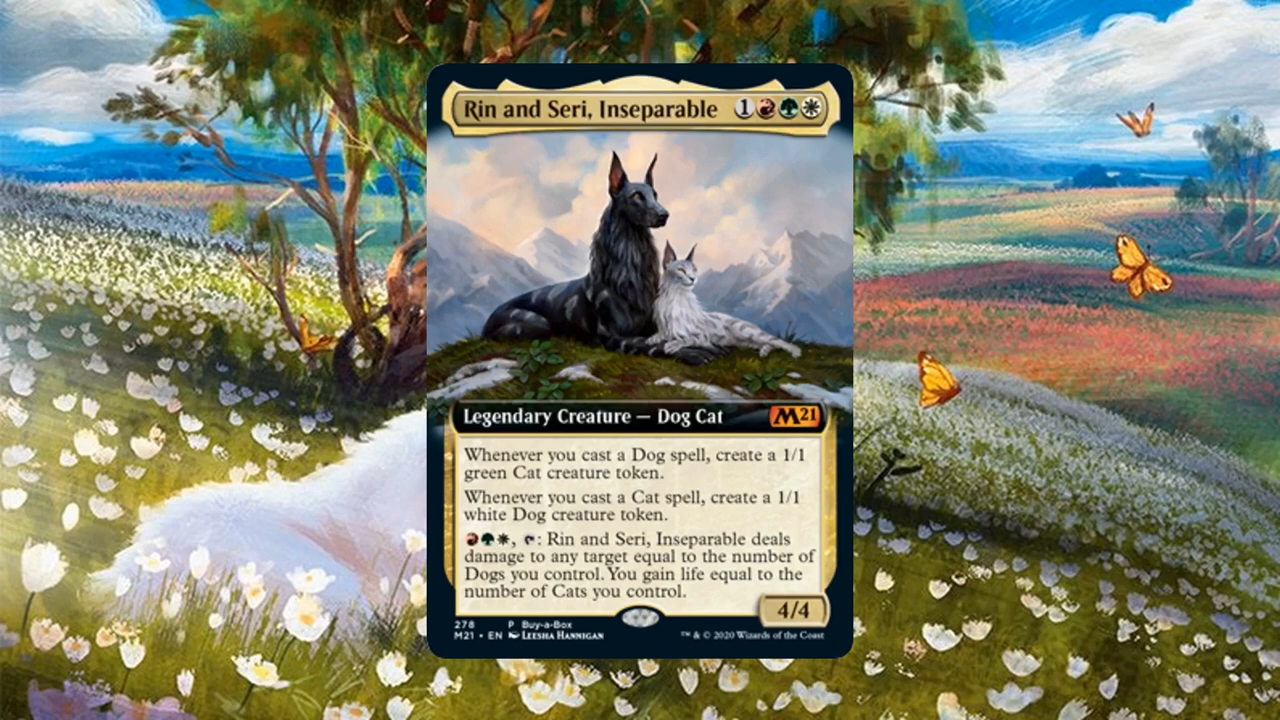 Rin and Seri, Inseparable 1
Legendary Creature — Dog Cat M21
Whenever you cast a Dog spell, create a 1/1
green Cat creature token.
Whenever you cast a Cat spell, create a 1/1
white Dog creature token.
, : Rin and Seri, Inseparable deals
damage to any target equal to the number of
Dogs you control. You gain life equal to the
number of Cats you control.
4/4
278 P Buy-a-Box
M21 • EN Leesha Hannigan
™ & © 2020 Wizards of the Coast